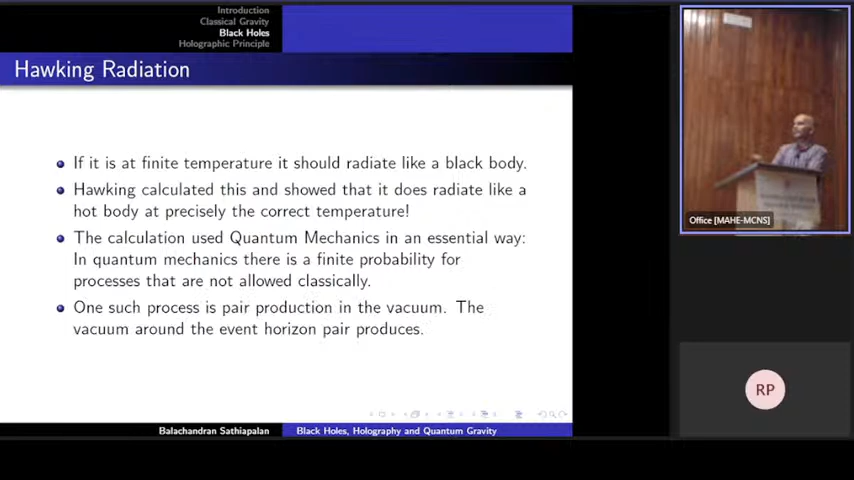 Introduction
Classical Gravity
Black Holes
Holographic Principle
Hawking Radiation
If it is at finite temperature it should radiate like a black body.
Hawking calculated this and showed that it does radiate like a
hot body at precisely the correct temperature!
The calculation used Quantum Mechanics in an essential way:
In quantum mechanics there is a finite probability for
processes that are not allowed classically.
One such process is pair production in the vacuum. The
vacuum around the event horizon pair produces.
Balachandran Sathiapalan
Black Holes, Holography and Quantum Gravity
Office [MAHE-MCNS]
RP